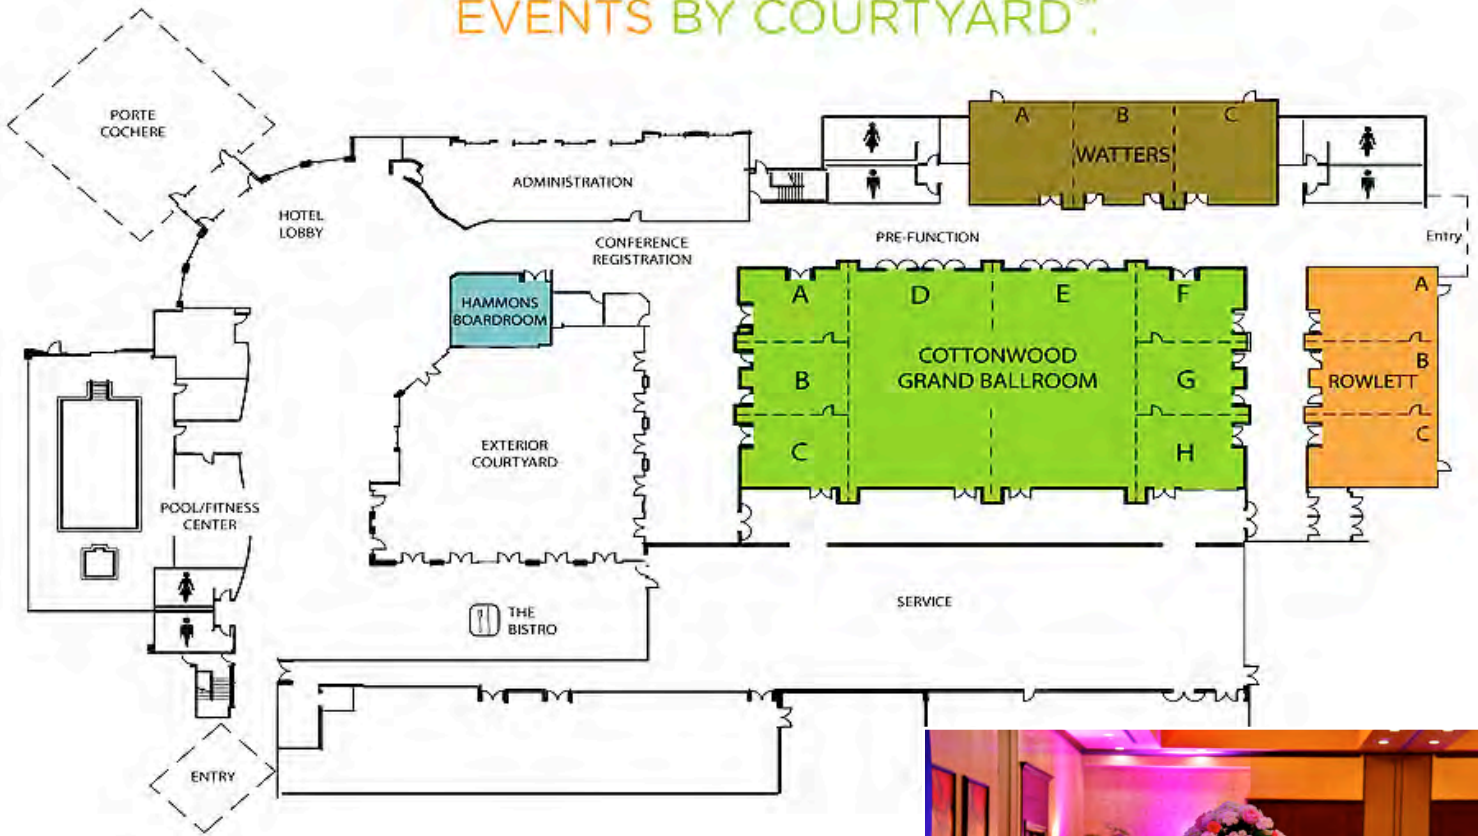 EVENTS BY COURTYARD℠.
PORTE
COCHERE
A
B
C
WATTERS
ADMINISTRATION
HOTEL
LOBBY
CONFERENCE
REGISTRATION
PRE-FUNCTION
Entry
HAMMONS
BOARDROOM
A
D
E
F
A
COTTONWOOD
GRAND BALLROOM
B
G
B
ROWLETT
C
H
C
EXTERIOR
COURTYARD
POOL/FITNESS
CENTER
THE
BISTRO
SERVICE
ENTRY